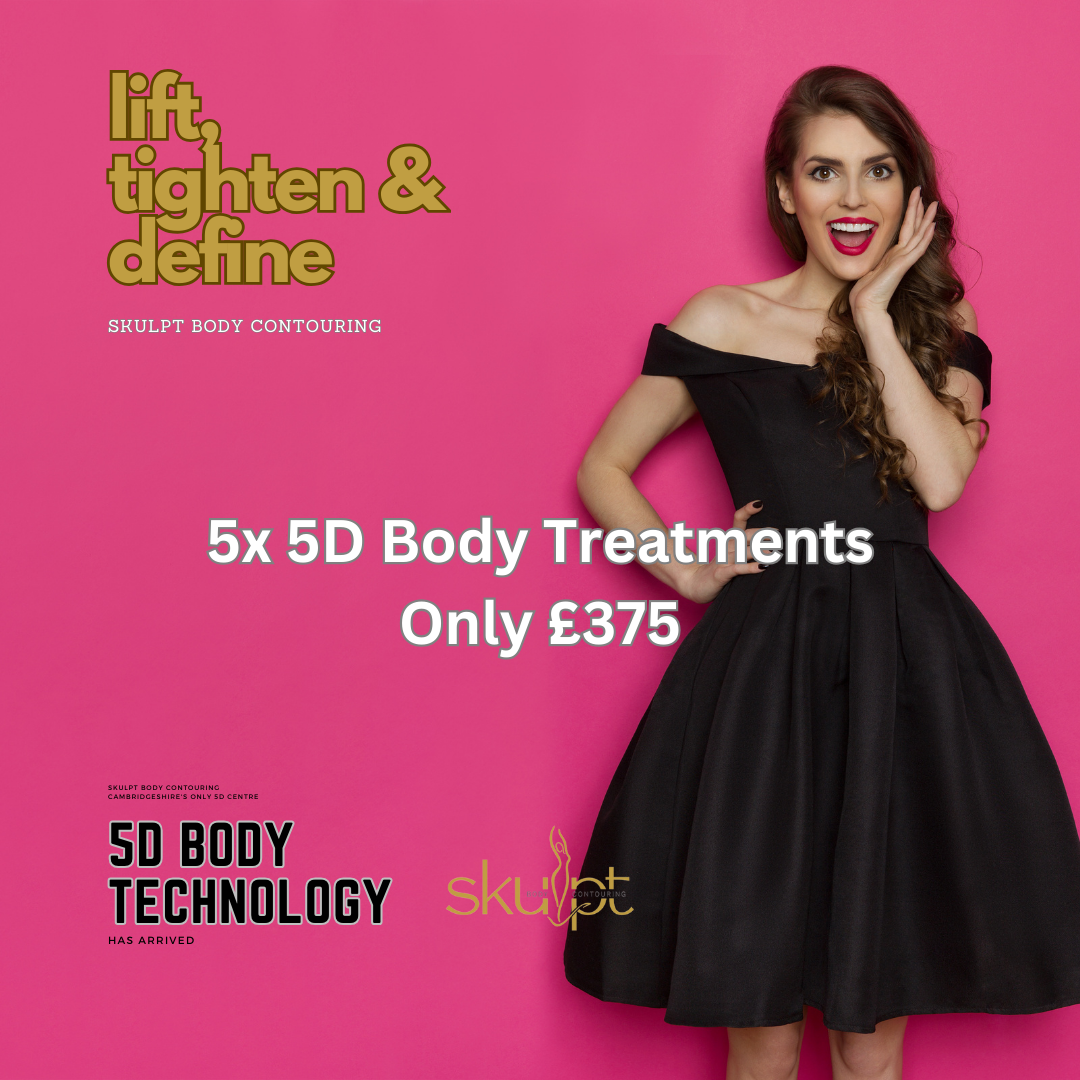 lift,
tighten &
define
SKULPT BODY CONTOURING
5x 5D Body Treatments
Only £375
SKULPT BODY CONTOURING
CAMBRIDGESHIRE'S ONLY 5D CENTRE
5D BODY
TECHNOLOGY
HAS ARRIVED
skulpt
CONTOURING